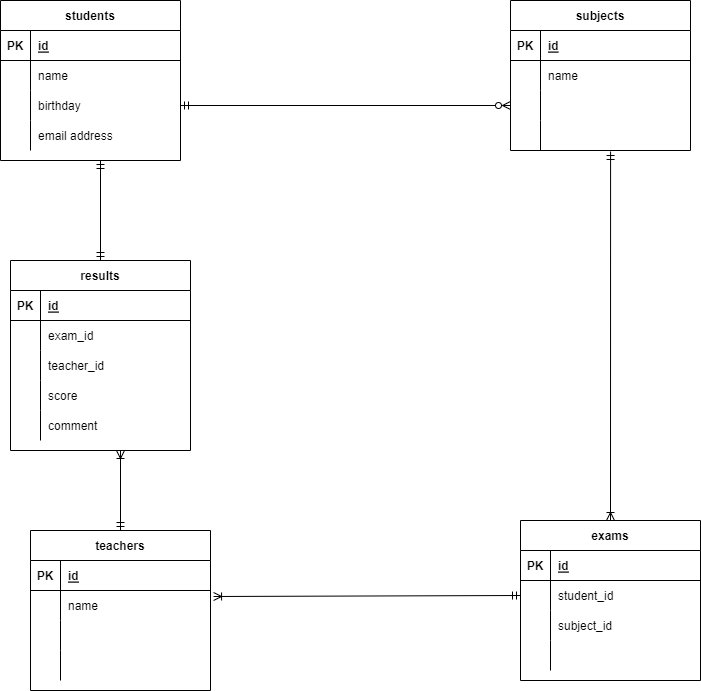 students
PK id
name
birthday
email address
subjects
PK id
name
results
PK id
exam_id
teacher_id
score
comment
teachers
PK id
name
exams
PK id
student_id
subject_id